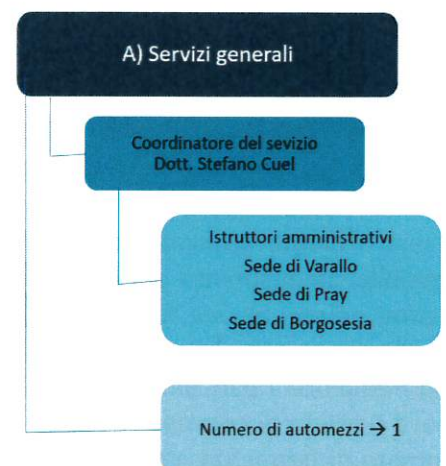 A) Servizi generali
Coordinatore del sevizio
Dott. Stefano Cuel
Istruttori amministrativi
Sede di Varallo
Sede di Pray
Sede di Borgosesia
Numero di automezzi → 1